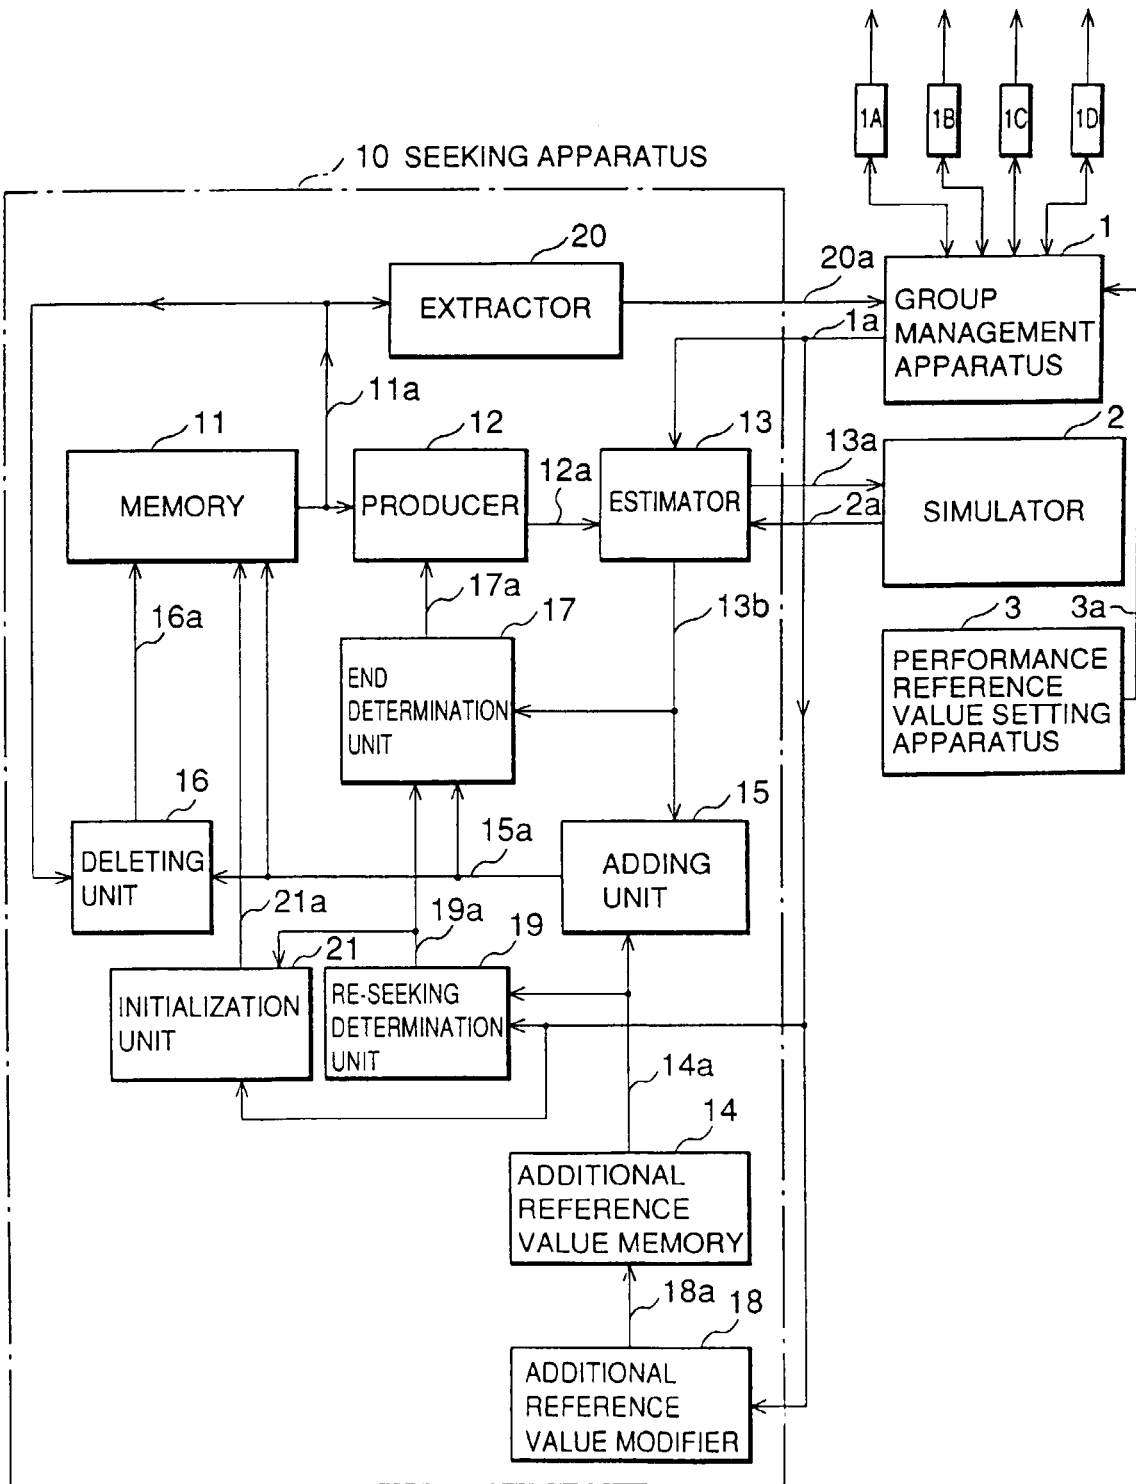 1A 1B 1C 1D
10 SEEKING APPARATUS
20
EXTRACTOR
20a
1
GROUP
MANAGEMENT
APPARATUS
1a
11a
11
MEMORY
12
PRODUCER
12a
13
ESTIMATOR
13a
2a
2
SIMULATOR
16a
17a
17
END
DETERMINATION
UNIT
13b
3
3a
PERFORMANCE
REFERENCE
VALUE SETTING
APPARATUS
16
DELETING
UNIT
15a
15
ADDING
UNIT
21a
19a
21
INITIALIZATION
UNIT
19
RE-SEEKING
DETERMINATION
UNIT
14a
14
ADDITIONAL
REFERENCE
VALUE MEMORY
18a
18
ADDITIONAL
REFERENCE
VALUE MODIFIER